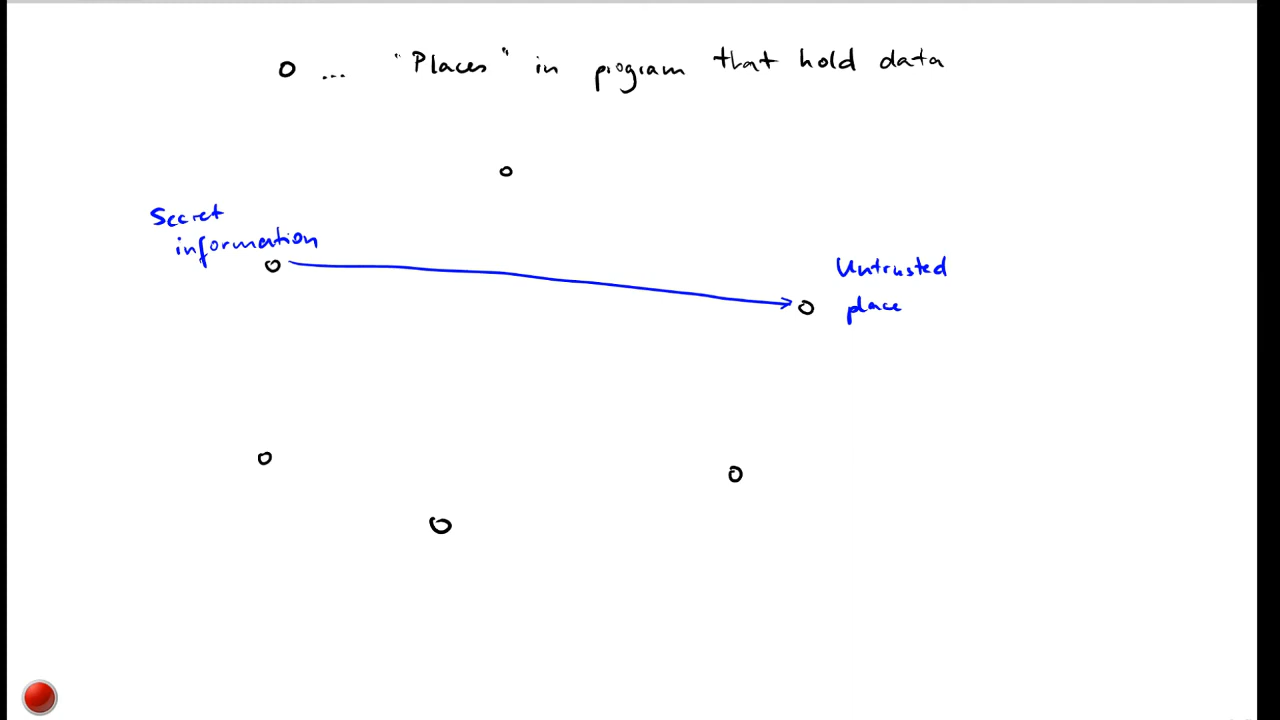 o ... "Places" in program that hold data
Secret
information
Untrusted
place